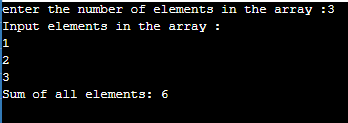 enter the number of elements in the array :3
Input elements in the array :
1
2
3
Sum of all elements: 6